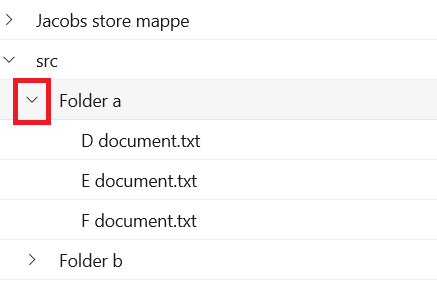 Jacobs store mappe
src
Folder a
D document.txt
E document.txt
F document.txt
Folder b